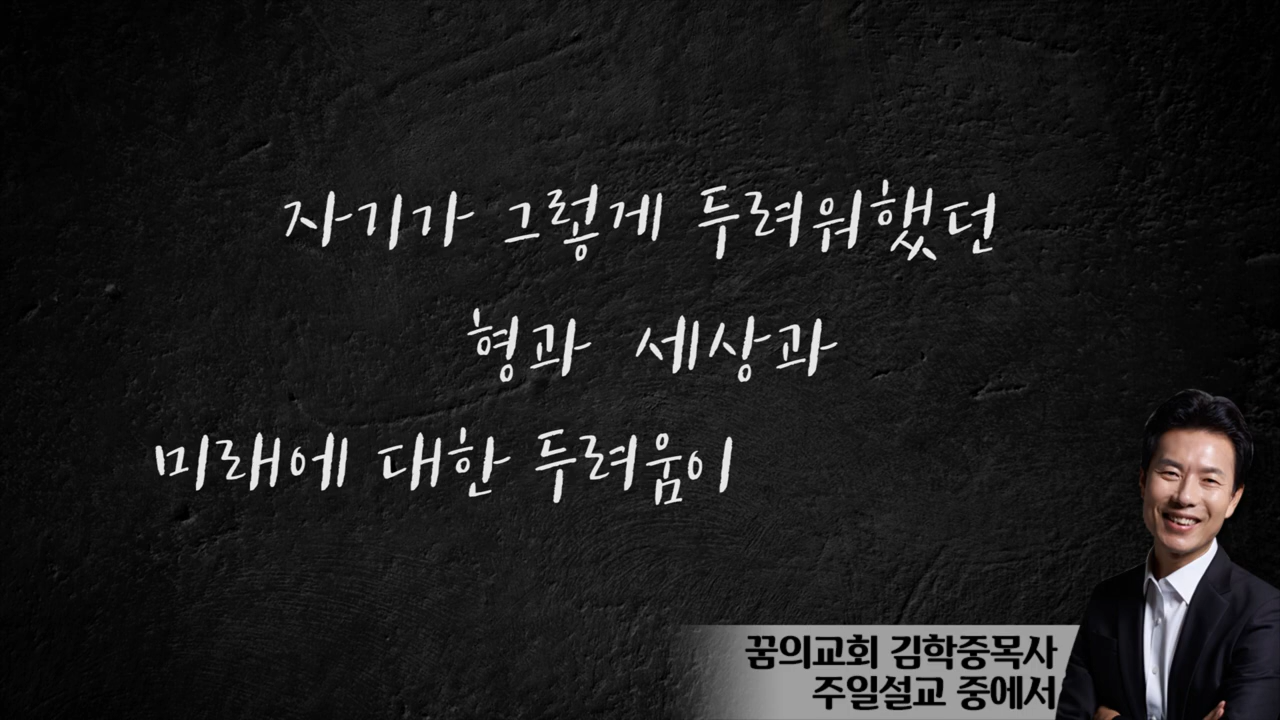 자기가 그렇게 두려워했던
형과 세상과
미래에 대한 두려움이
꿈의교회 김학중목사
주일설교 중에서